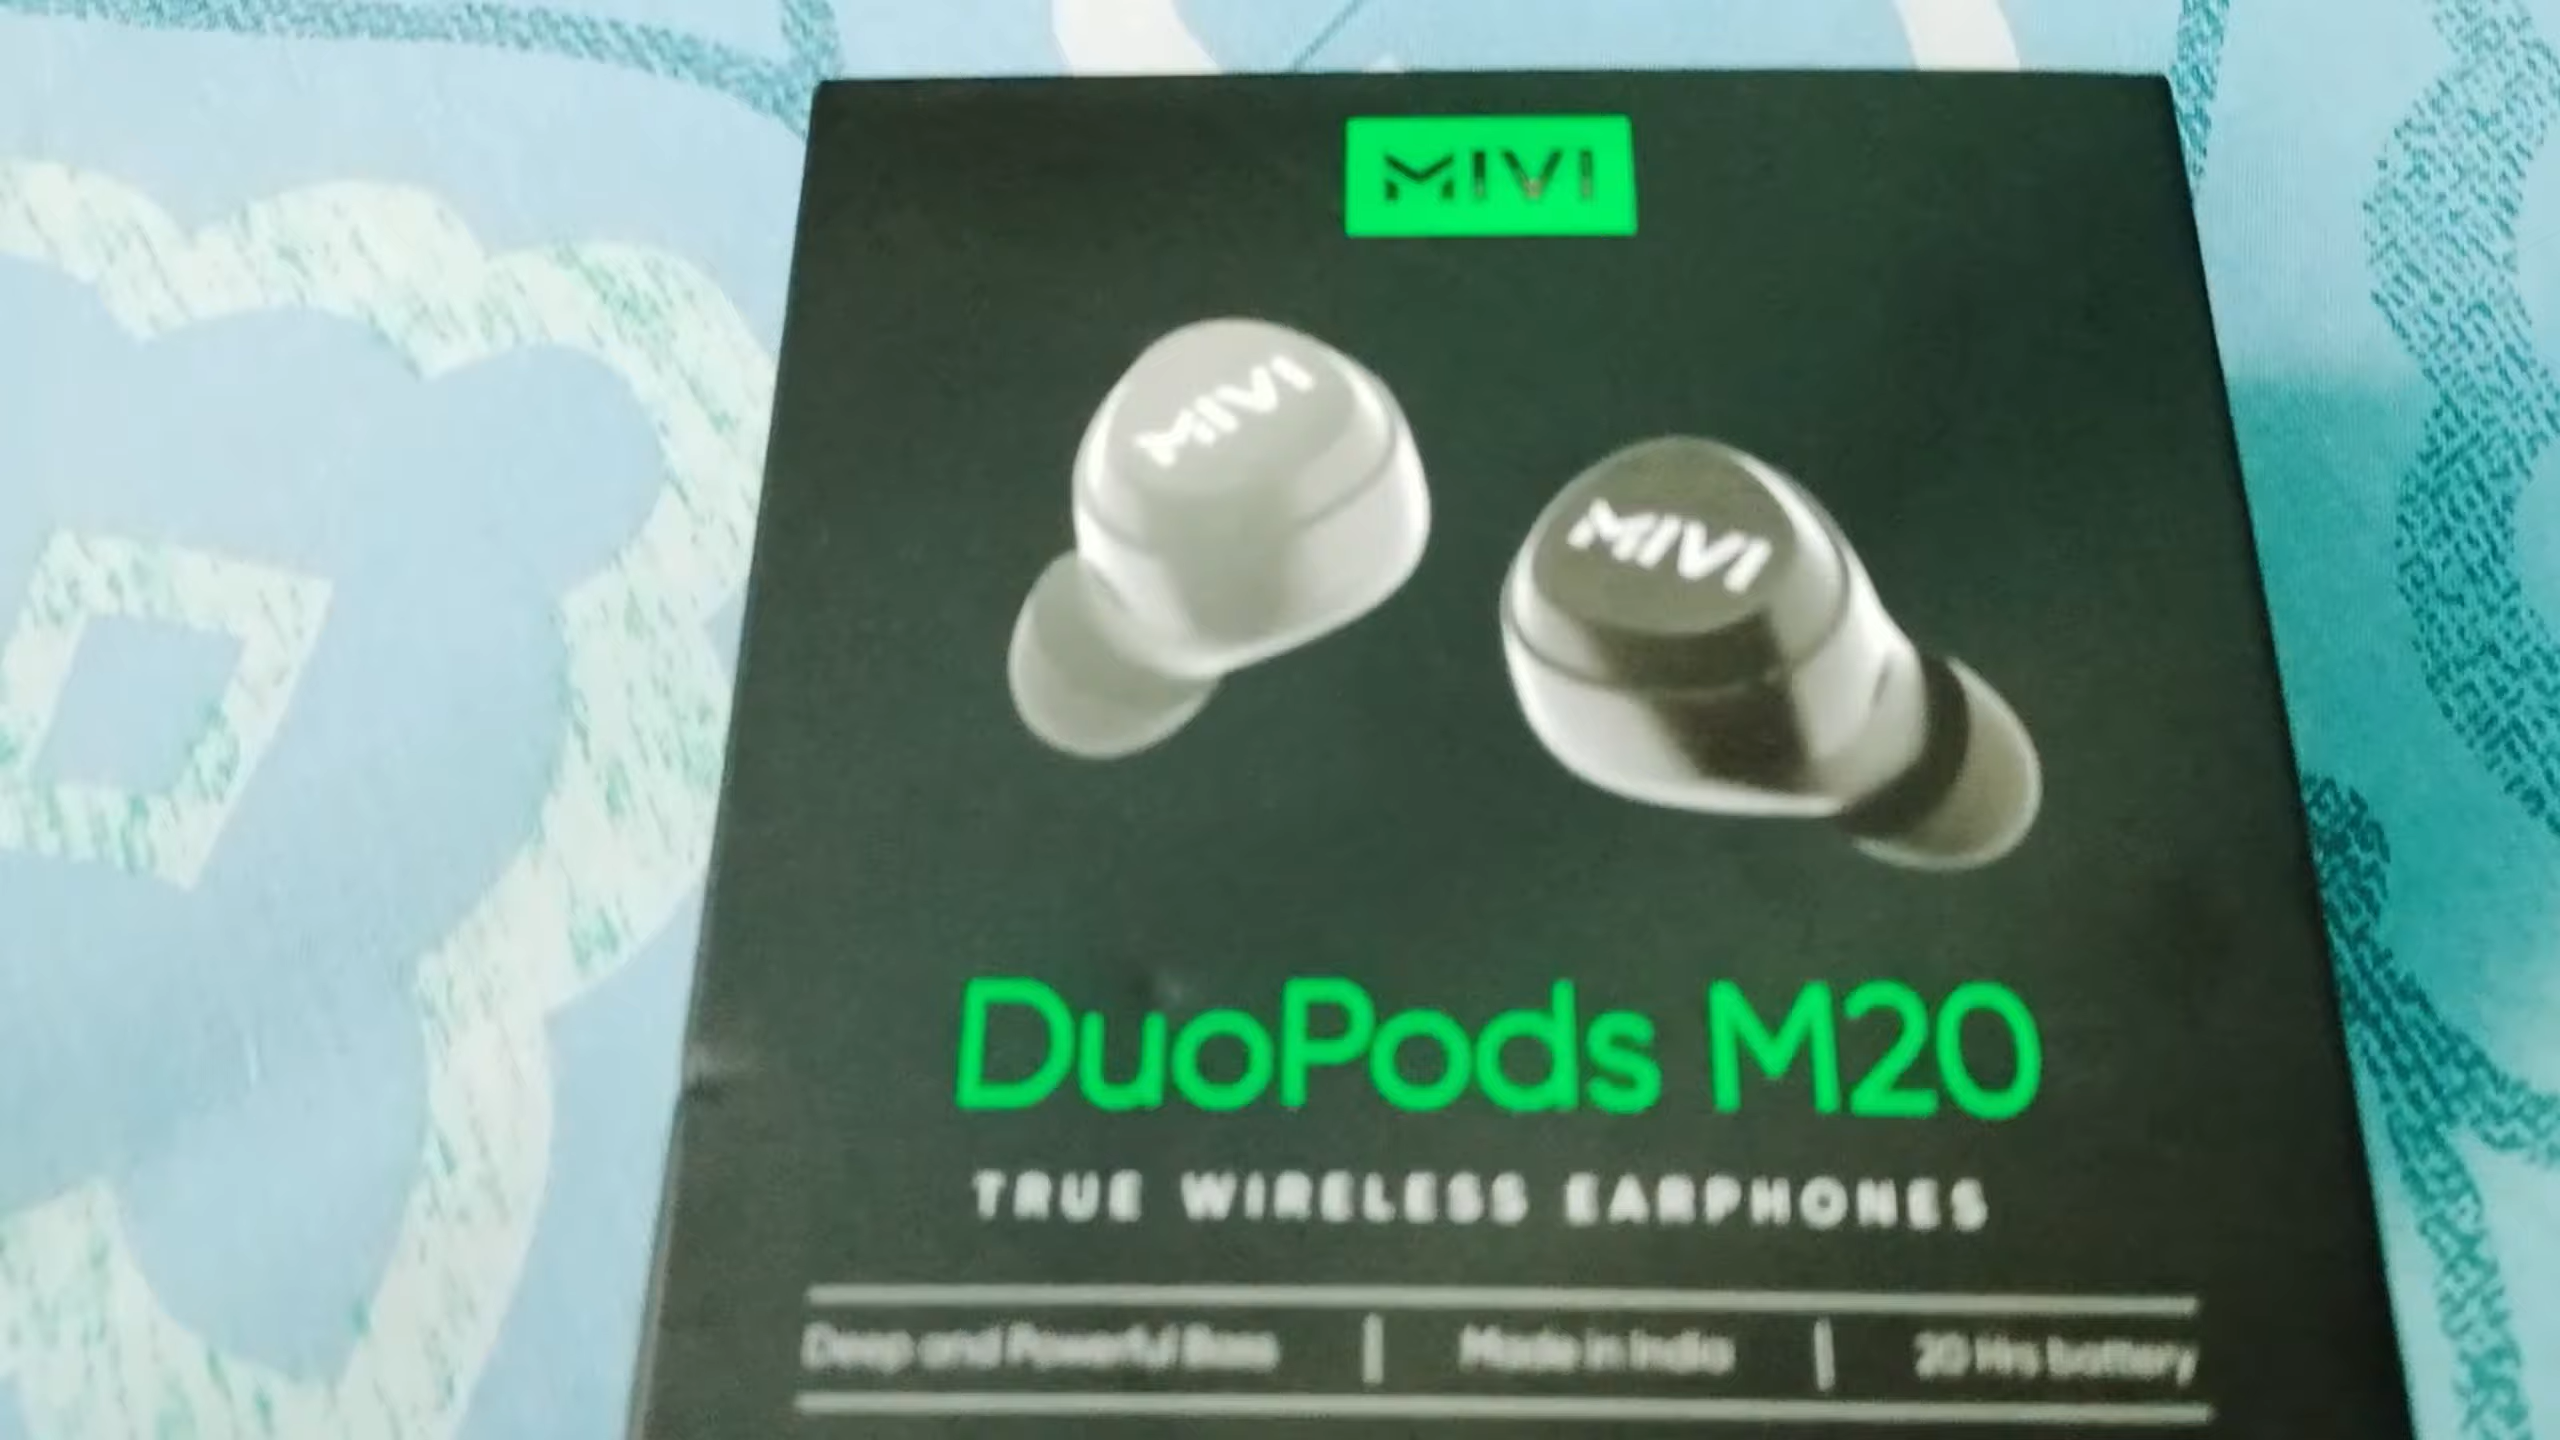 MIVI
MIVI
MIVI
DuoPods M20
TRUE WIRELESS EARPHONES
Deep and Powerful Bass | Made in India | 20 Hrs battery